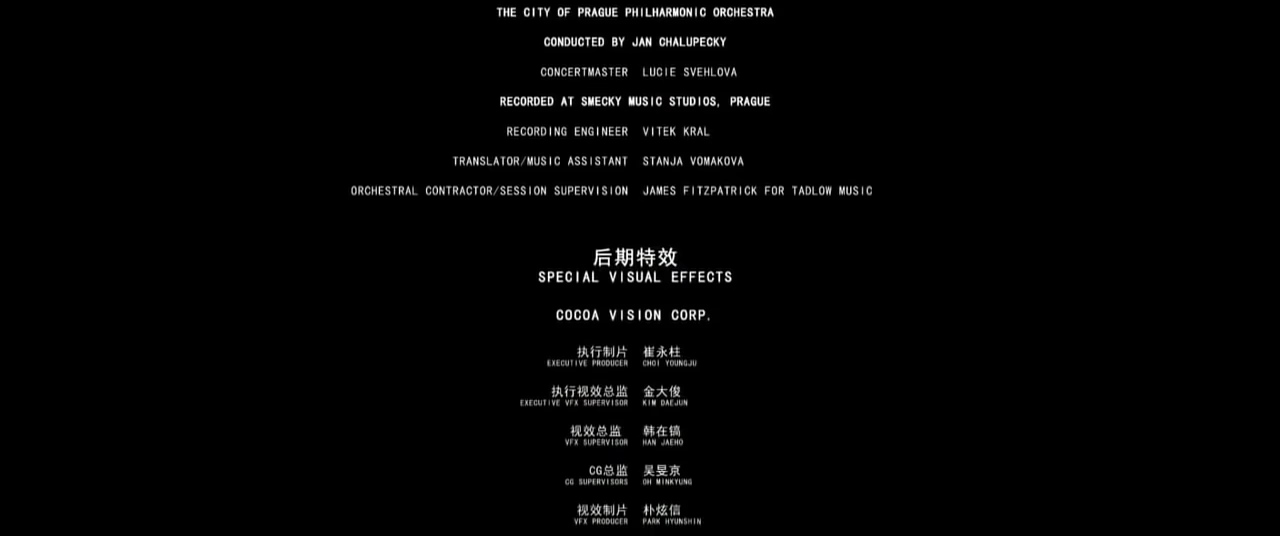 THE CITY OF PRAGUE PHILHARMONIC ORCHESTRA
CONDUCTED BY JAN CHALUPECKY
CONCERTMASTER LUCIE SVEHLOVA
RECORDED AT SMECKY MUSIC STUDIOS, PRAGUE
RECORDING ENGINEER VITEK KRAL
TRANSLATOR/MUSIC ASSISTANT STANJA VOMAKOVA
ORCHESTRAL CONTRACTOR/SESSION SUPERVISION JAMES FITZPATRICK FOR TADLOW MUSIC
后期特效
SPECIAL VISUAL EFFECTS
COCOA VISION CORP.
执行制片 崔永柱
EXECUTIVE PRODUCER CHOI YOUNGJU
执行视效总监 金大俊
EXECUTIVE VFX SUPERVISOR KIM DAEJUN
视效总监 韩在镐
VFX SUPERVISOR HAN JAEHO
CG总监 吴旻京
CG SUPERVISORS OH MINKYUNG
视效制片 朴炫信
VFX PRODUCER PARK HYUNSHIN